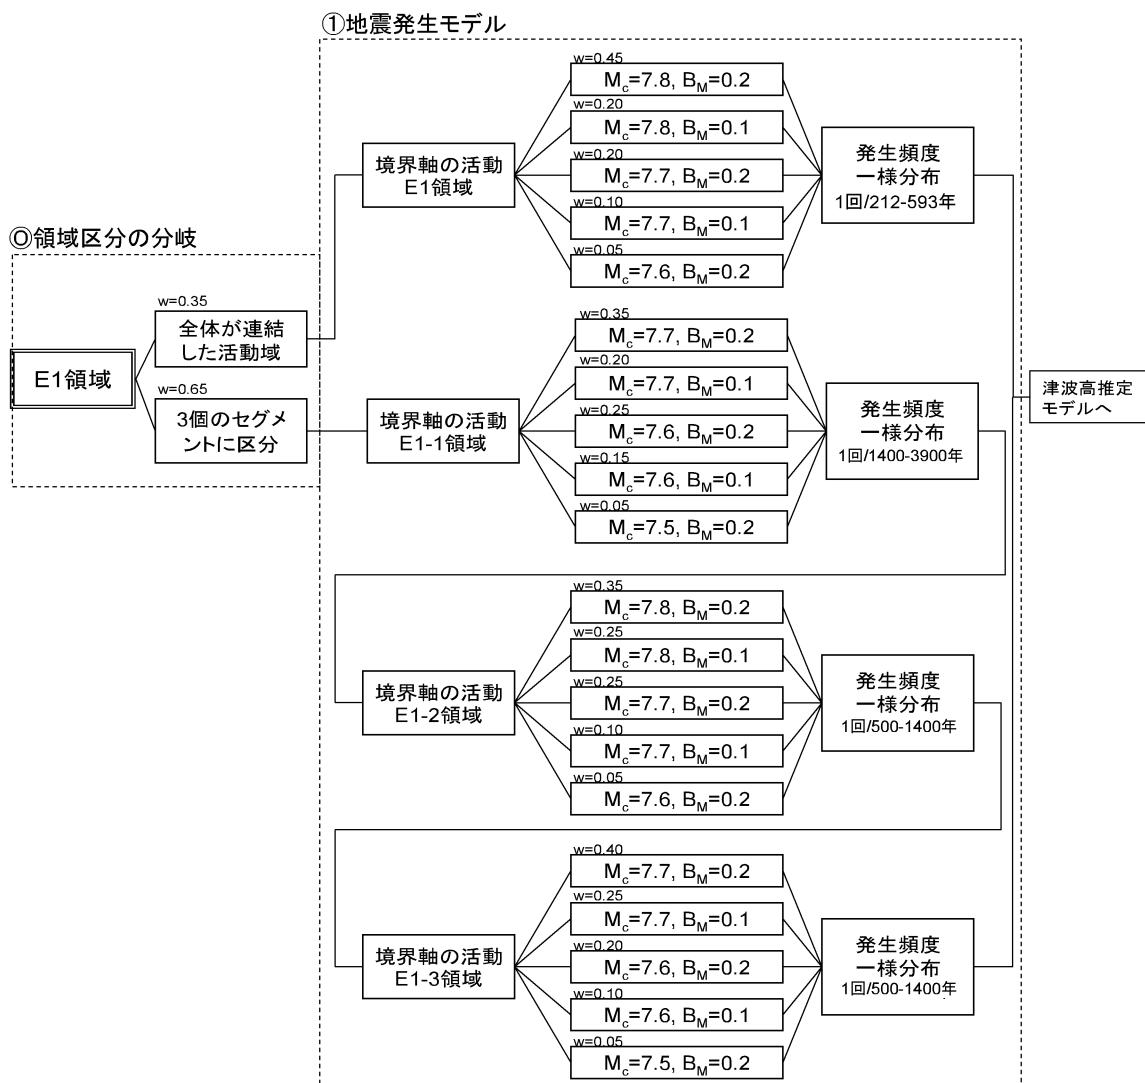 ①地震発生モデル
w=0.45
Mc=7.8, BM=0.2
w=0.20
Mc=7.8, BM=0.1
w=0.20
Mc=7.7, BM=0.2
w=0.10
Mc=7.7, BM=0.1
w=0.05
Mc=7.6, BM=0.2
境界軸の活動
E1領域
発生頻度
一様分布
1回/212-593年
⓪領域区分の分岐
E1領域
w=0.35
全体が連結
した活動域
w=0.65
3個のセグメ
ントに区分
境界軸の活動
E1-1領域
w=0.35
Mc=7.7, BM=0.2
w=0.20
Mc=7.7, BM=0.1
w=0.25
Mc=7.6, BM=0.2
w=0.15
Mc=7.6, BM=0.1
w=0.05
Mc=7.5, BM=0.2
発生頻度
一様分布
1回/1400-3900年
津波高推定
モデルへ
境界軸の活動
E1-2領域
w=0.35
Mc=7.8, BM=0.2
w=0.25
Mc=7.8, BM=0.1
w=0.25
Mc=7.7, BM=0.2
w=0.10
Mc=7.7, BM=0.1
w=0.05
Mc=7.6, BM=0.2
発生頻度
一様分布
1回/500-1400年
境界軸の活動
E1-3領域
w=0.40
Mc=7.7, BM=0.2
w=0.25
Mc=7.7, BM=0.1
w=0.20
Mc=7.6, BM=0.2
w=0.10
Mc=7.6, BM=0.1
w=0.05
Mc=7.5, BM=0.2
発生頻度
一様分布
1回/500-1400年